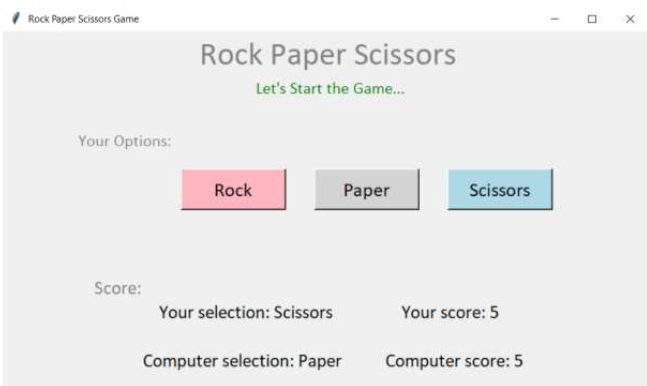 Rock Paper Scissors Game
Rock Paper Scissors
Let's Start the Game...
Your Options:
Rock Paper Scissors
Score:
Your selection: Scissors Your score: 5
Computer selection: Paper Computer score: 5